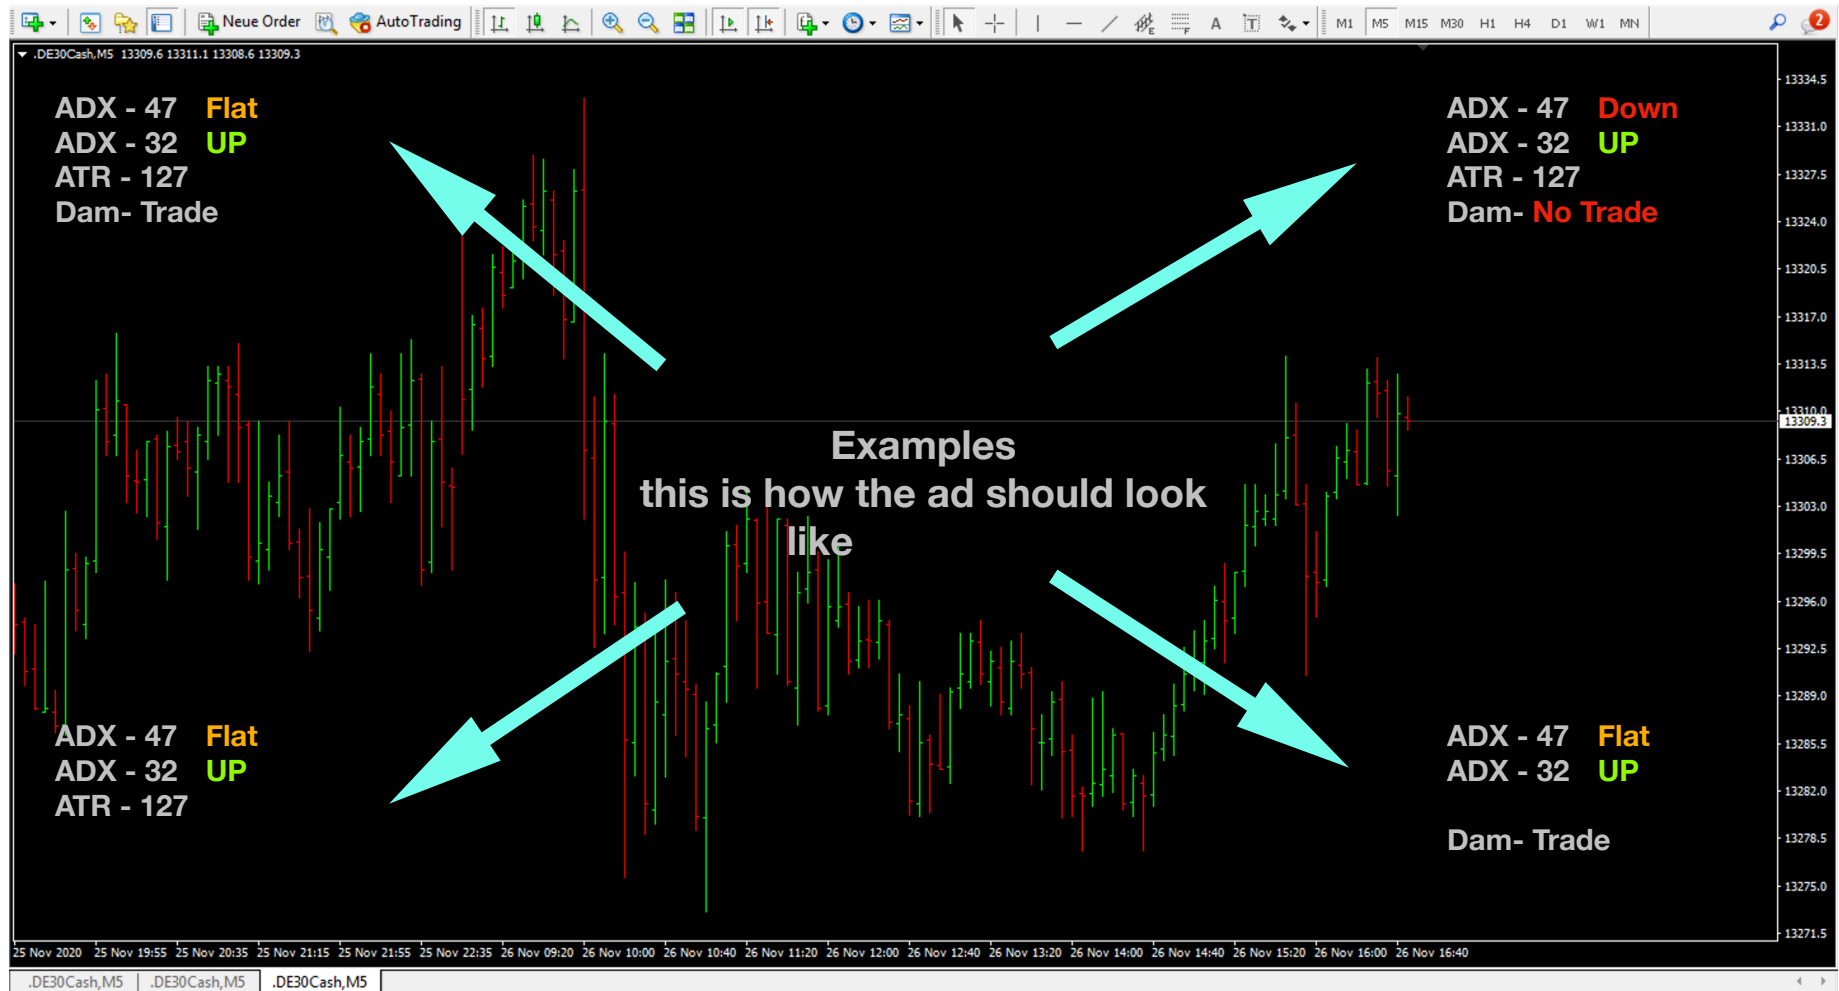 Neue Order
AutoTrading
A
T
E
F
M1 M5 M15 M30 H1 H4 D1 W1 MN
2
.DE30Cash,M5 13309.6 13311.1 13308.6 13309.3
ADX - 47 Flat
ADX - 32 UP
ATR - 127
Dam- Trade
ADX - 47 Down
ADX - 32 UP
ATR - 127
Dam- No Trade
Examples
this is how the ad should look
like
ADX - 47 Flat
ADX - 32 UP
ATR - 127
ADX - 47 Flat
ADX - 32 UP
Dam- Trade
13334.5
13331.0
13327.5
13324.0
13320.5
13317.0
13313.5
13310.0
13309.3
13306.5
13303.0
13299.5
13296.0
13292.5
13289.0
13285.5
13282.0
13278.5
13275.0
13271.5
25 Nov 2020 25 Nov 19:55 25 Nov 20:35 25 Nov 21:15 25 Nov 21:55 25 Nov 22:35 26 Nov 09:20 26 Nov 10:00 26 Nov 10:40 26 Nov 11:20 26 Nov 12:00 26 Nov 12:40 26 Nov 13:20 26 Nov 14:00 26 Nov 14:40 26 Nov 15:20 26 Nov 16:00 26 Nov 16:40
.DE30Cash,M5 .DE30Cash,M5 .DE30Cash,M5